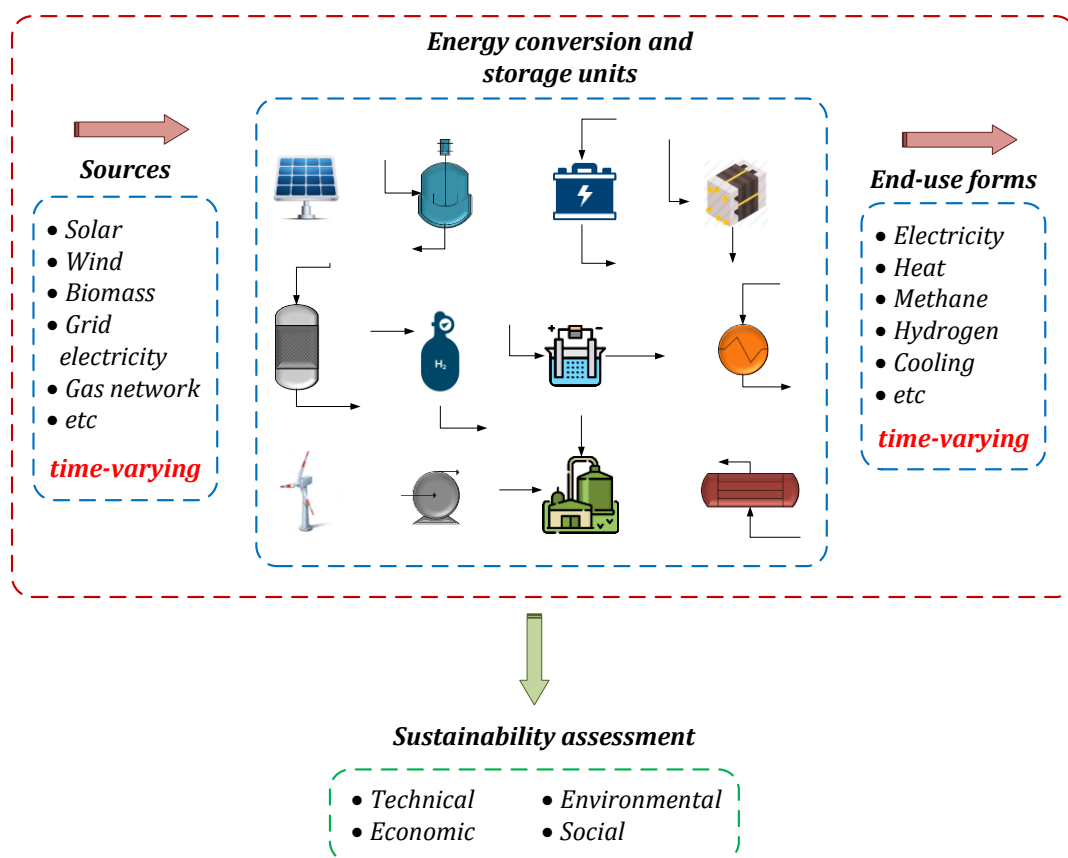 Energy conversion and
storage units
Sources
• Solar
• Wind
• Biomass
• Grid
electricity
• Gas network
• etc
time-varying
+ -
H₂
End-use forms
• Electricity
• Heat
• Methane
• Hydrogen
• Cooling
• etc
time-varying
Sustainability assessment
• Technical
• Economic
• Environmental
• Social